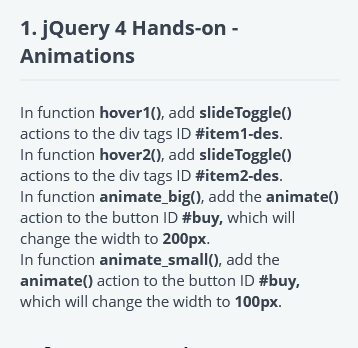 1. jQuery 4 Hands-on -
Animations
In function hover1(), add slideToggle()
actions to the div tags ID #item1-des.
In function hover2(), add slideToggle()
actions to the div tags ID #item2-des.
In function animate_big(), add the animate()
action to the button ID #buy, which will
change the width to 200px.
In function animate_small(), add the
animate() action to the button ID #buy,
which will change the width to 100px.